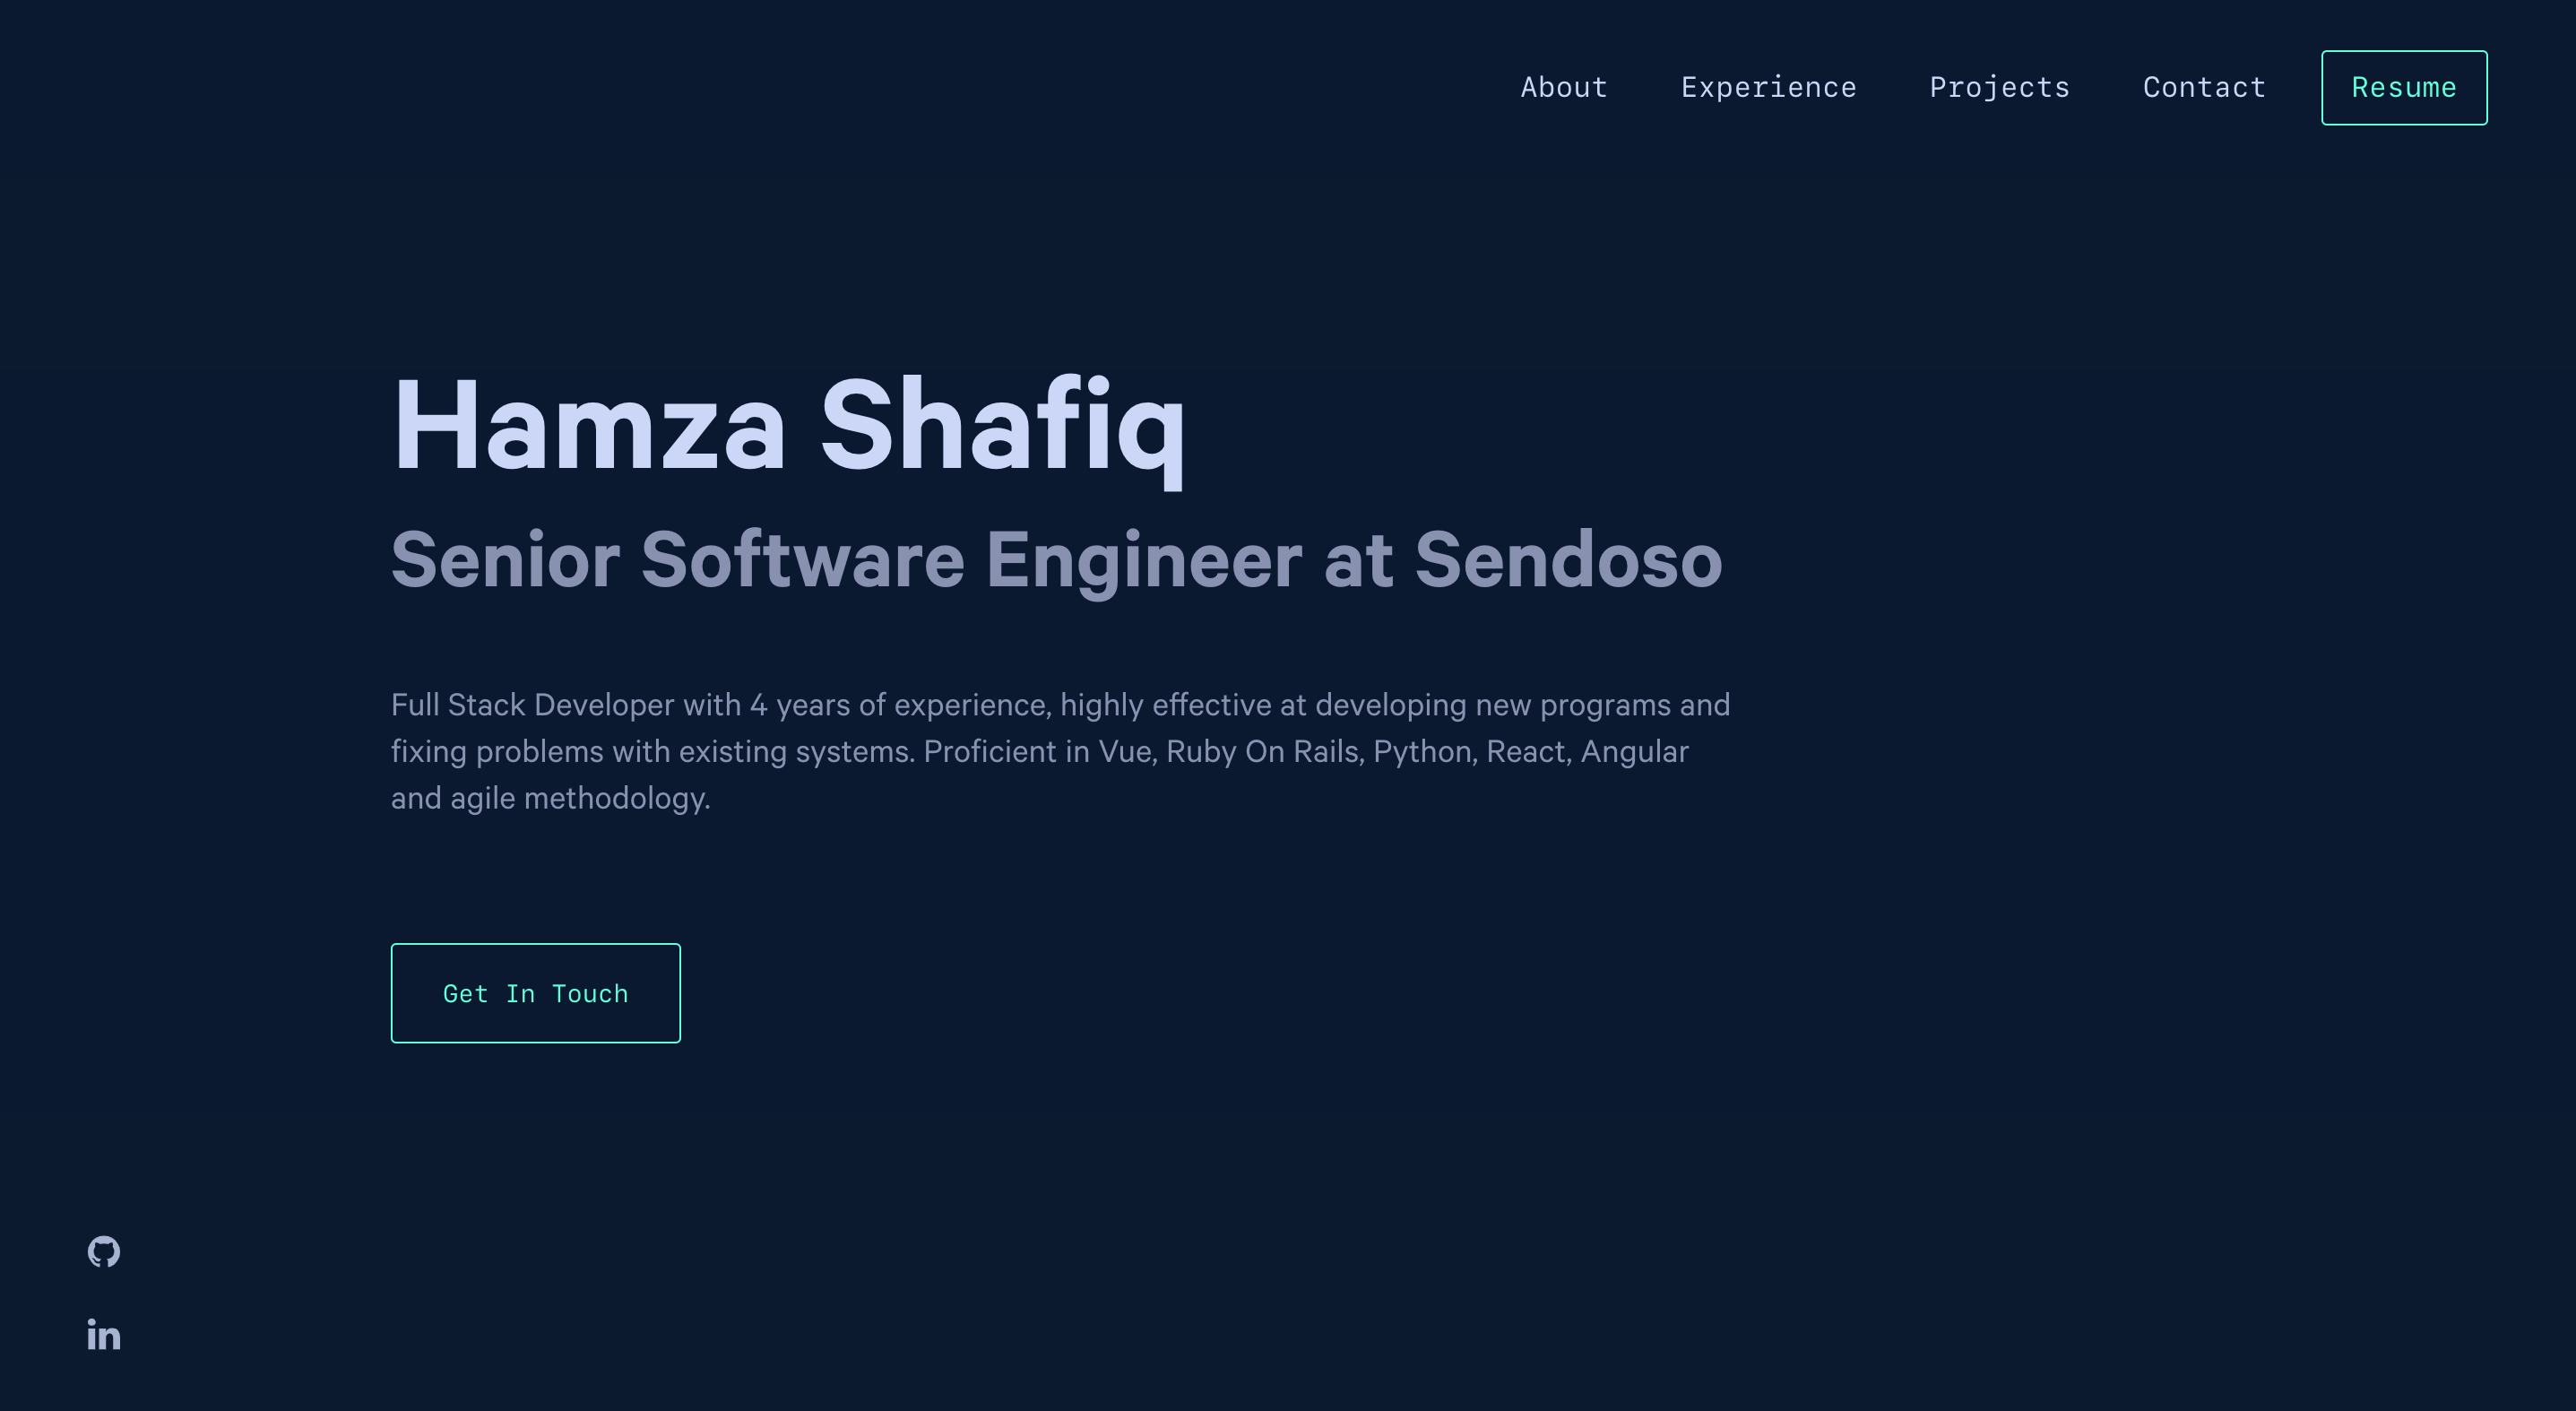 About Experience Projects Contact Resume
Hamza Shafiq
Senior Software Engineer at Sendoso
Full Stack Developer with 4 years of experience, highly effective at developing new programs and
fixing problems with existing systems. Proficient in Vue, Ruby On Rails, Python, React, Angular
and agile methodology.
Get In Touch
in